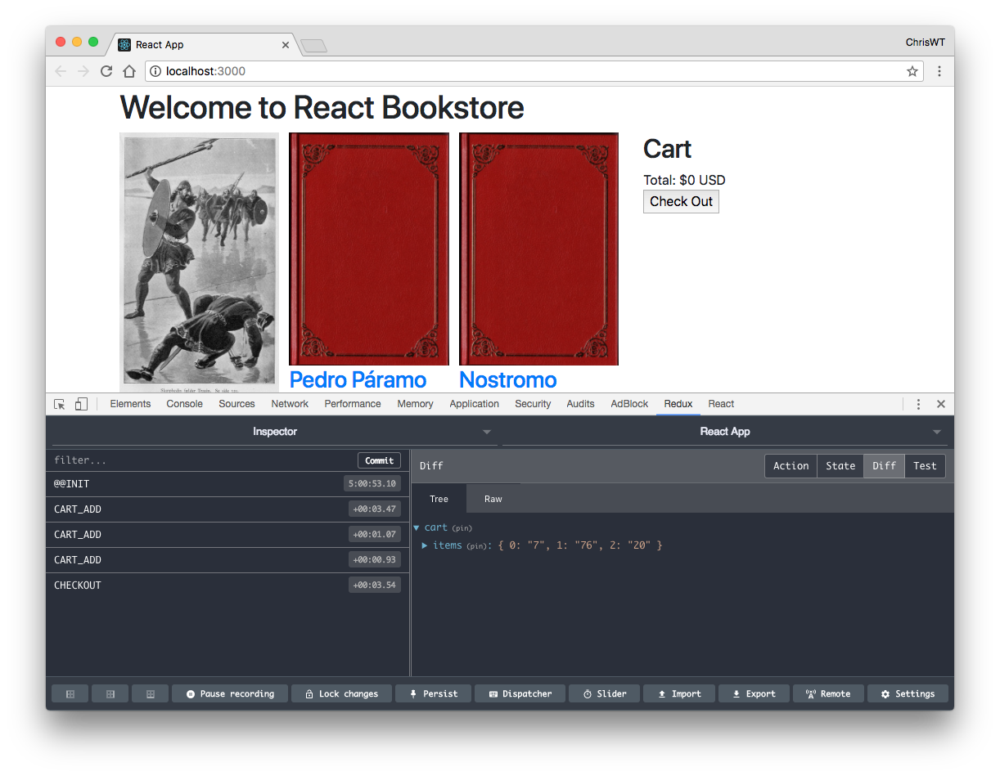 React App
ChrisWT
localhost:3000
Welcome to React Bookstore
Cart
Total: $0 USD
Check Out
Pedro Páramo
Nostromo
Elements Console Sources Network Performance Memory Application Security Audits AdBlock Redux React
Inspector
React App
filter...
Commit
Diff
Action State Diff Test
@@INIT 5:00:53.10
Tree Raw
CART_ADD +00:03.47
CART_ADD +00:01.07
CART_ADD +00:00.93
CHECKOUT +00:03.54
cart (pin)
items (pin): { 0: "7", 1: "76", 2: "20" }
Pause recording Lock changes Persist Dispatcher Slider Import Export Remote Settings